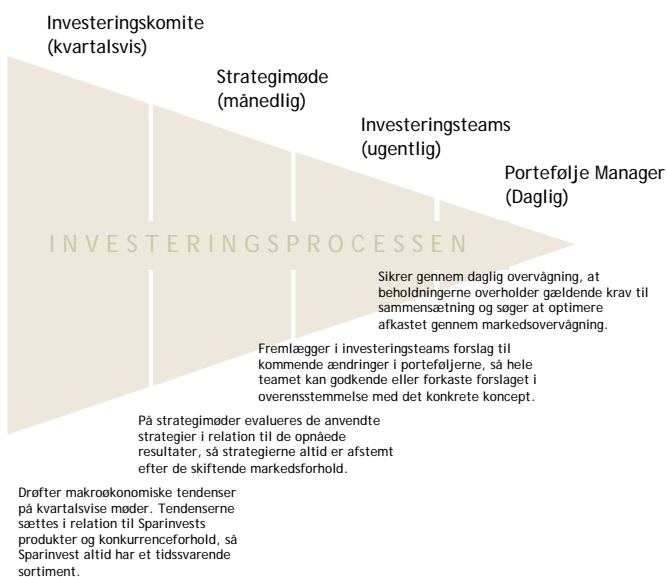 Investeringskomite
(kvartalsvis)
Strategimøde
(månedlig)
Investeringsteams
(ugentlig)
Portefølje Manager
(Daglig)
INVESTERINGSPROCESSEN
Sikrer gennem daglig overvågning, at
beholdningerne overholder gældende krav til
sammensætning og søger at optimere
afkastet gennem markedsovervågning.
Fremlægger i investeringsteams forslag til
kommende ændringer i porteføljerne, så hele
teamet kan godkende eller forkaste forslaget i
overensstemmelse med det konkrete koncept.
På strategimøder evalueres de anvendte
strategier i relation til de opnåede
resultater, så strategierne altid er afstemt
efter de skiftende markedsforhold.
Drøfter makroøkonomiske tendenser
på kvartalsvise møder. Tendenserne
sættes i relation til Sparinvests
produkter og konkurrenceforhold, så
Sparinvest altid har et tidssvarende
sortiment.